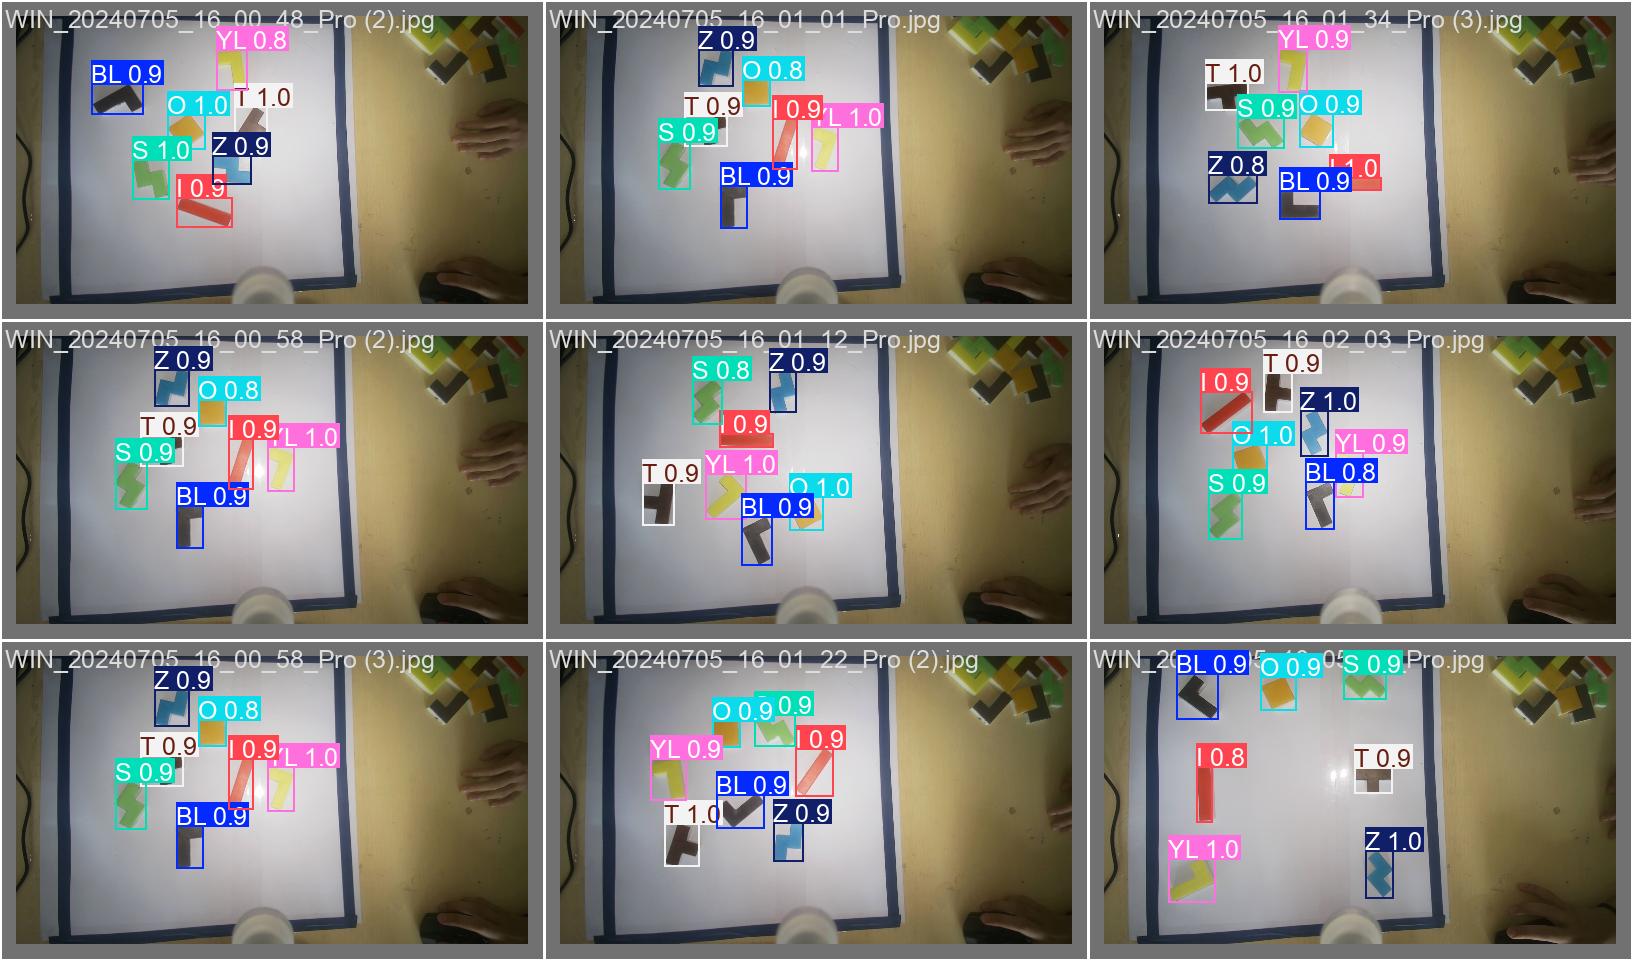 WIN_20240705_16_00_48_Pro (2).jpg
YL 0.8
BL 0.9
O 1.0
T 1.0
S 1.0
Z 0.9
I 0.9
WIN_20240705_16_01_01_Pro.jpg
Z 0.9
O 0.8
T 0.9
I 0.9
YL 1.0
S 0.9
BL 0.9
WIN_20240705_16_01_34_Pro (3).jpg
YL 0.9
T 1.0
S 0.9
O 0.9
Z 0.8
I 1.0
BL 0.9
WIN_20240705_16_00_58_Pro (2).jpg
Z 0.9
O 0.8
T 0.9
I 0.9
YL 1.0
S 0.9
BL 0.9
WIN_20240705_16_01_12_Pro.jpg
S 0.8
Z 0.9
I 0.9
T 0.9
YL 1.0
O 1.0
BL 0.9
WIN_20240705_16_02_03_Pro.jpg
T 0.9
I 0.9
Z 1.0
O 1.0
YL 0.9
S 0.9
BL 0.8
WIN_20240705_16_00_58_Pro (3).jpg
Z 0.9
O 0.8
T 0.9
I 0.9
YL 1.0
S 0.9
BL 0.9
WIN_20240705_16_01_22_Pro (2).jpg
O 0.9
0.9
YL 0.9
I 0.9
BL 0.9
T 1.0
Z 0.9
Pro.jpg
BL 0.9
O 0.9
S 0.9
I 0.8
T 0.9
YL 1.0
Z 1.0